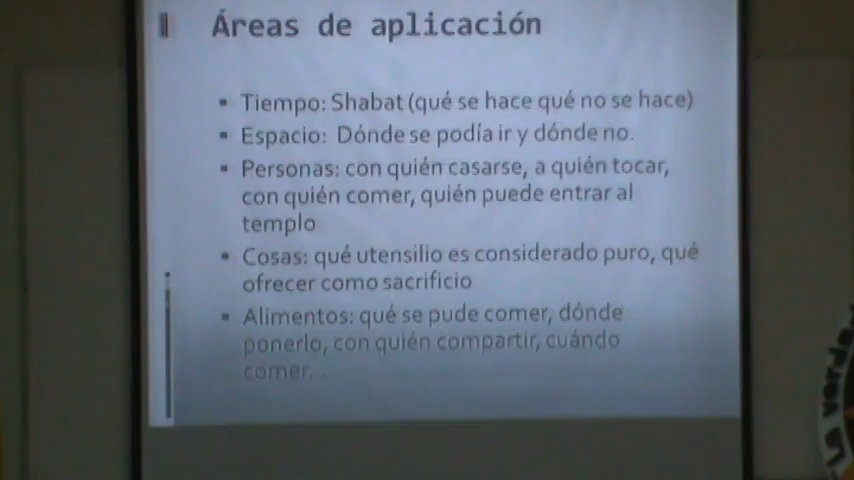 Áreas de aplicación
▪ Tiempo: Shabat (qué se hace qué no se hace)
▪ Espacio: Dónde se podía ir y dónde no.
▪ Personas: con quién casarse, a quién tocar,
con quién comer, quién puede entrar al
templo
▪ Cosas: qué utensilio es considerado puro, qué
ofrecer como sacrificio
▪ Alimentos: qué se pude comer, dónde
ponerlo, con quién compartir, cuándo
comer...
La verdad